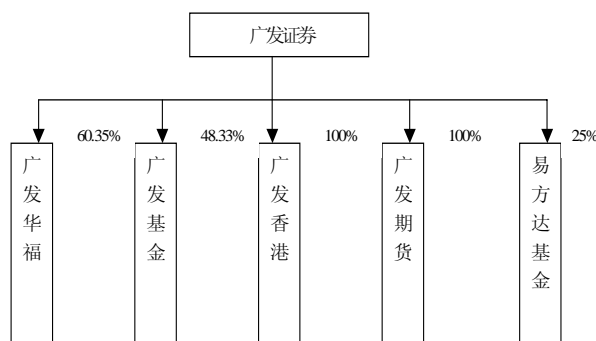 广发证券
60.35%
48.33%
100%
100%
25%
广发华福
广发基金
广发香港
广发期货
易方达基金